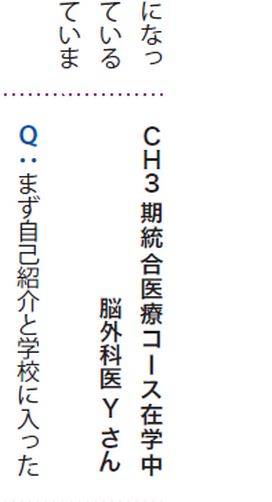 になっ
ている
ていま
CH3期統合医療コース在学中
脳外科医 Yさん
Q：まず自己紹介と学校に入った